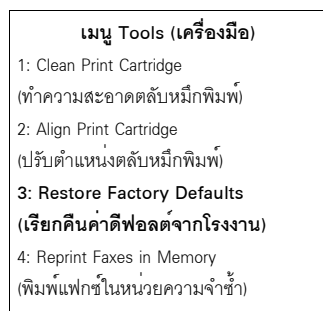 เมนู Tools (เครื่องมือ)
1: Clean Print Cartridge
(ทำความสะอาดตลับหมึกพิมพ์)
2: Align Print Cartridge
(ปรับตำแหน่งตลับหมึกพิมพ์)
3: Restore Factory Defaults
(เรียกคืนค่าดีฟอลต์จากโรงงาน)
4: Reprint Faxes in Memory
(พิมพ์แฟกซ์ในหน่วยความจำซ้ำ)